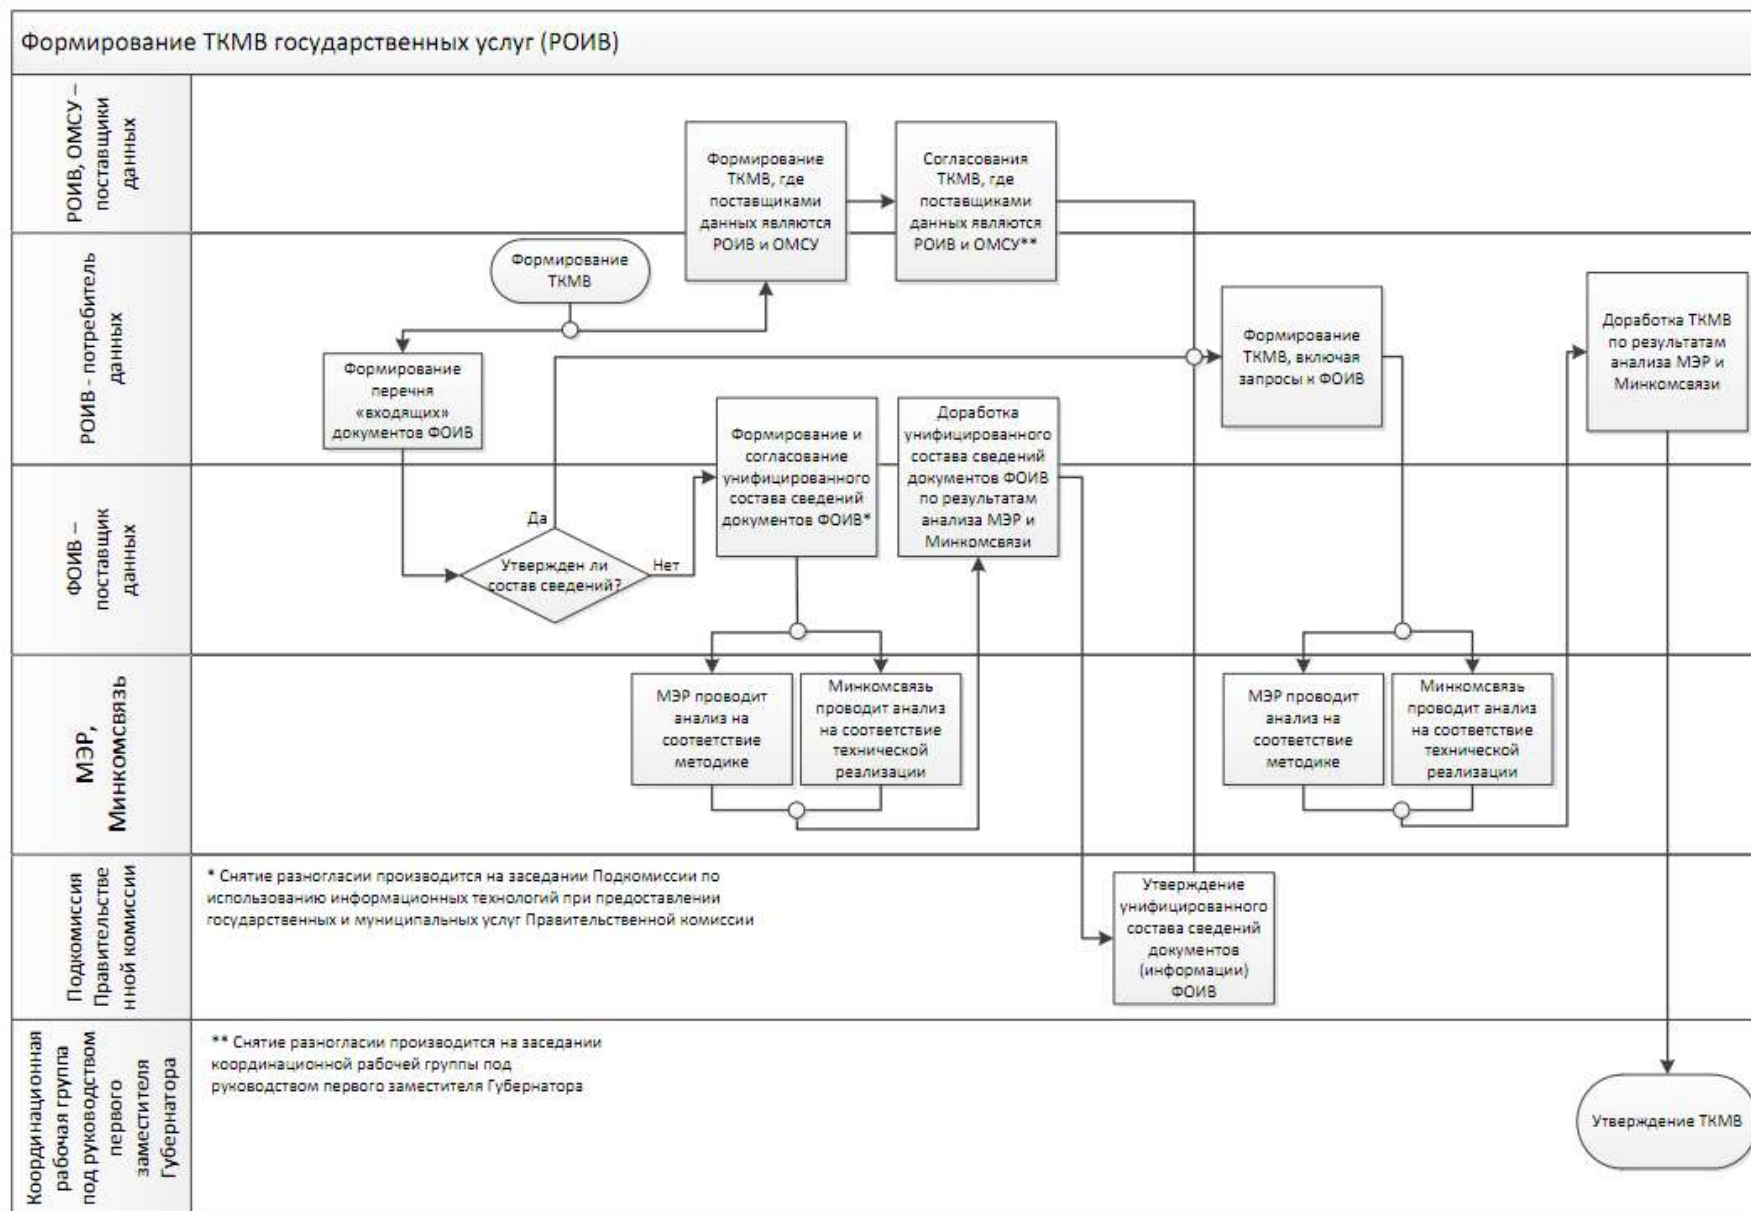 Формирование ТКМВ государственных услуг (РОИВ)
РОИВ, ОМСУ –
поставщики
данных
Формирование
ТКМВ, где
поставщиками
данных являются
РОИВ и ОМСУ
Согласования
ТКМВ, где
поставщиками
данных являются
РОИВ и ОМСУ**
РОИВ - потребитель
данных
Формирование
ТКМВ
Формирование
перечня
«входящих»
документов ФОИВ
Формирование
ТКМВ, включая
запросы к ФОИВ
Доработка ТКМВ
по результатам
анализа МЭР и
Минкомсвязи
ФОИВ –
поставщик
данных
Да
Утвержден ли
состав сведений?
Нет
Формирование и
согласование
унифицированного
состава сведений
документов ФОИВ*
Доработка
унифицированного
состава сведений
документов ФОИВ
по результатам
анализа МЭР и
Минкомсвязи
МЭР,
Минкомсвязь
МЭР проводит
анализ на
соответствие
методике
Минкомсвязь
проводит анализ
на соответствие
технической
реализации
МЭР проводит
анализ на
соответствие
методике
Минкомсвязь
проводит анализ
на соответствие
технической
реализации
Подкомиссия
Правительстве
нной комиссии
* Снятие разногласии производится на заседании Подкомиссии по
использованию информационных технологий при предоставлении
государственных и муниципальных услуг Правительственной комиссии
Утверждение
унифицированного
состава сведений
документов
(информации)
ФОИВ
Координационная
рабочая группа
под руководством
первого
заместителя
Губернатора
** Снятие разногласии производится на заседании
координационной рабочей группы под
руководством первого заместителя Губернатора
Утверждение ТКМВ